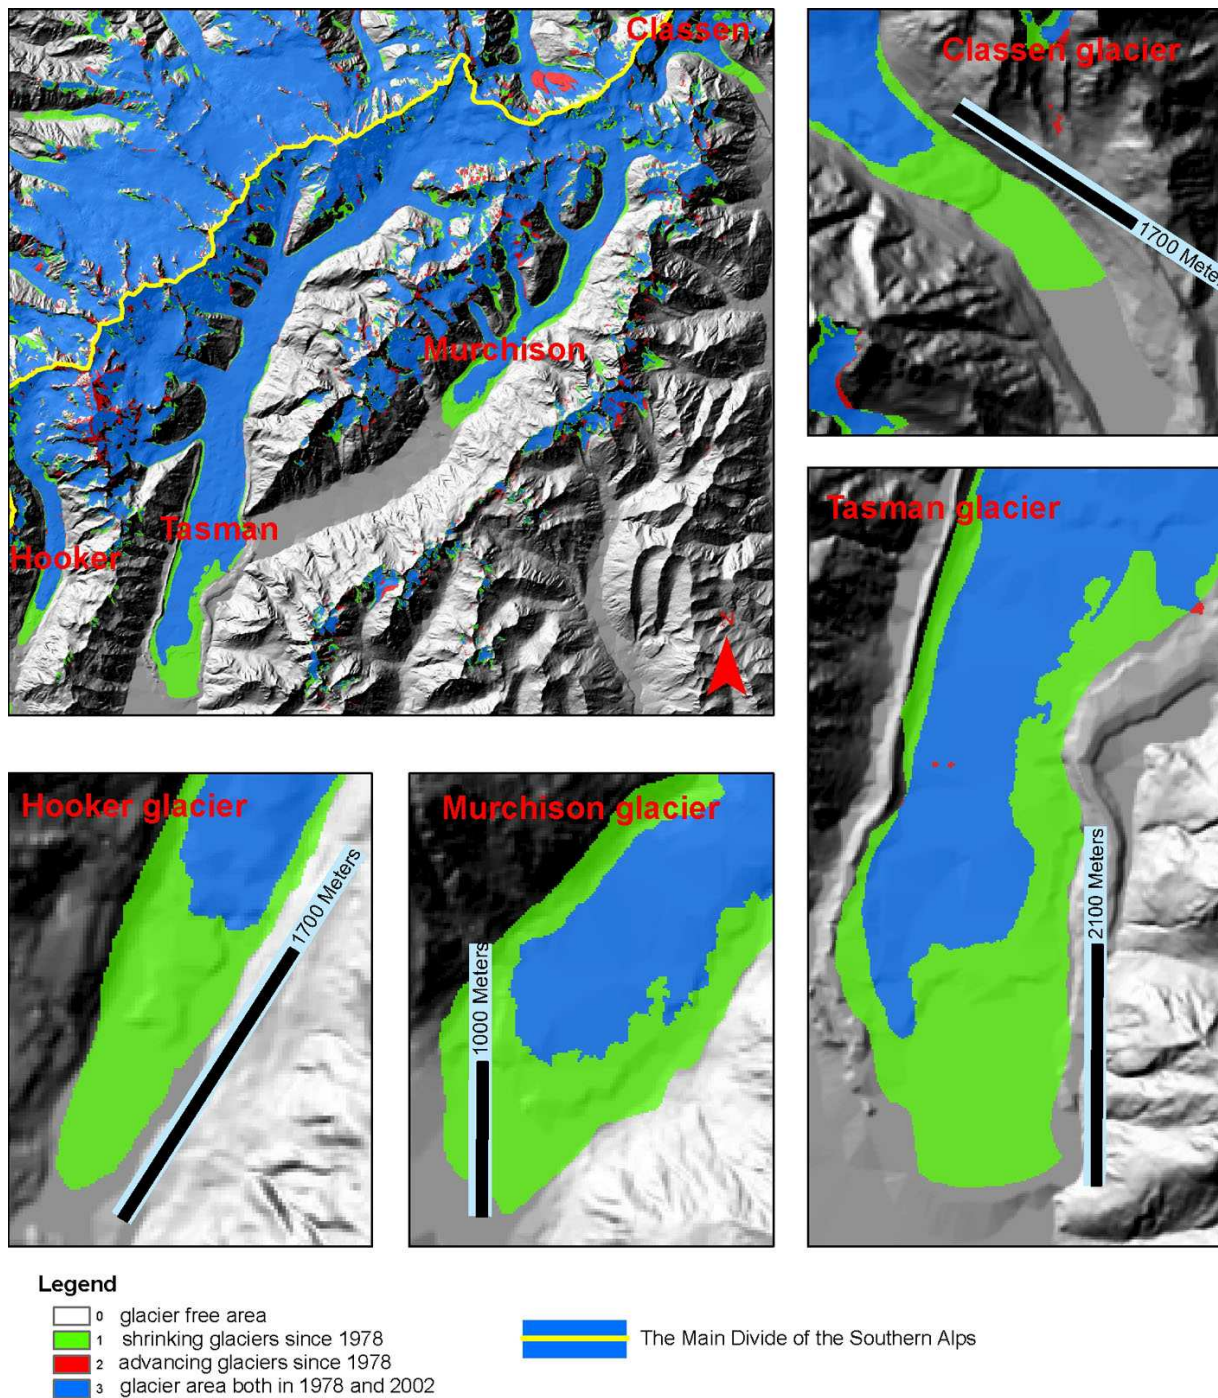 Classen
Murchison
Tasman
Hooker
N
Classen glacier
1700 Meters
Tasman glacier
2100 Meters
Hooker glacier
1700 Meters
Murchison glacier
1000 Meters
Legend
0 glacier free area
1 shrinking glaciers since 1978
2 advancing glaciers since 1978
3 glacier area both in 1978 and 2002
The Main Divide of the Southern Alps